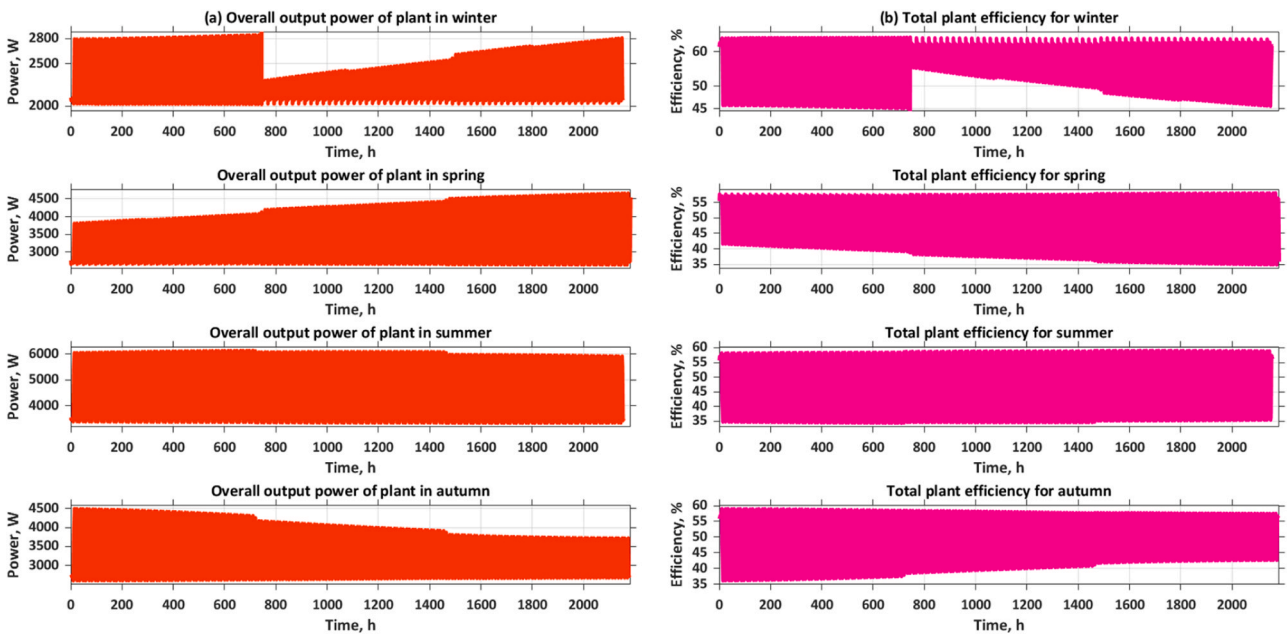 (a) Overall output power of plant in winter
Power, W
2800
2500
2000
0 200 400 600 800 1000 1200 1400 1600 1800 2000
Time, h
(b) Total plant efficiency for winter
Efficiency, %
60
50
45
0 200 400 600 800 1000 1200 1400 1600 1800 2000
Time, h
Overall output power of plant in spring
Power, W
4500
4000
3500
3000
0 200 400 600 800 1000 1200 1400 1600 1800 2000
Time, h
Total plant efficiency for spring
Efficiency, %
55
50
45
40
35
0 200 400 600 800 1000 1200 1400 1600 1800 2000
Time, h
Overall output power of plant in summer
Power, W
6000
5000
4000
0 200 400 600 800 1000 1200 1400 1600 1800 2000
Time, h
Total plant efficiency for summer
Efficiency, %
60
55
50
45
40
35
0 200 400 600 800 1000 1200 1400 1600 1800 2000
Time, h
Overall output power of plant in autumn
Power, W
4500
4000
3500
3000
0 200 400 600 800 1000 1200 1400 1600 1800 2000
Time, h
Total plant efficiency for autumn
Efficiency, %
60
55
50
45
40
35
0 200 400 600 800 1000 1200 1400 1600 1800 2000
Time, h